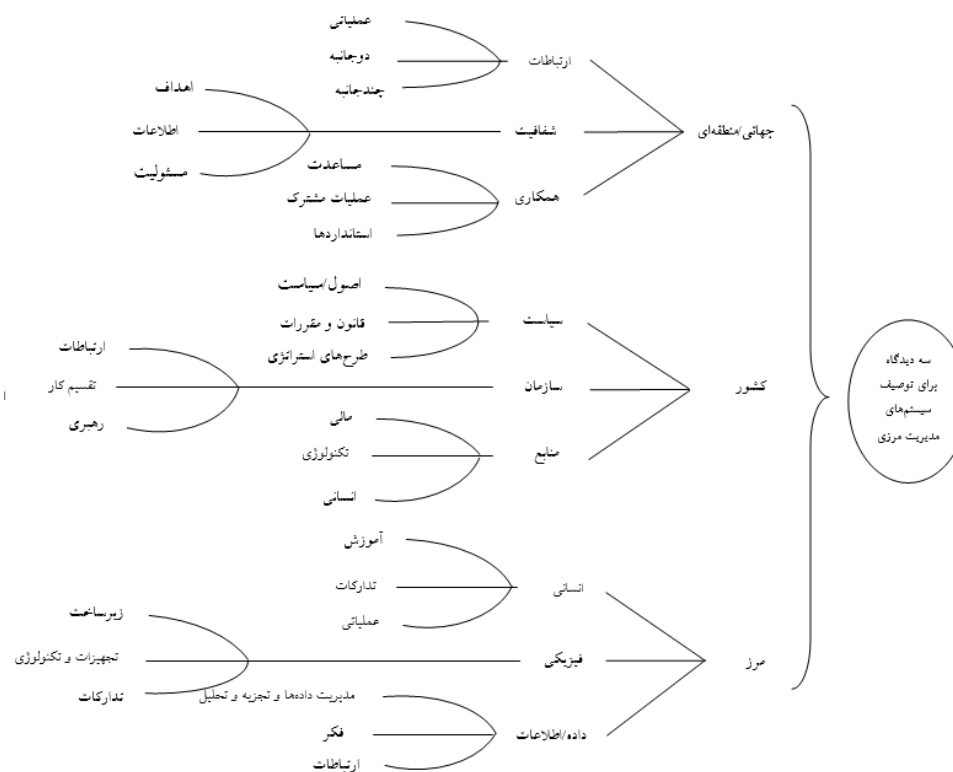 سه دیدگاه
برای توصیف
سیستم‌های
مدیریت مرزی
جهانی/منطقه‌ای
ارتباطات
عملیاتی
دوجانبه
چندجانبه
شفافیت
اهداف
اطلاعات
مسئولیت
همکاری
مساعدت
عملیات مشترک
استانداردها
کشور
سیاست
اصول/سیاست
قانون و مقررات
طرح‌های استراتژی
سازمان
ارتباطات
تقسیم کار
رهبری
منابع
مالی
تکنولوژی
انسانی
مرز
انسانی
آموزش
تدارکات
عملیاتی
فیزیکی
زیرساخت
تجهیزات و تکنولوژی
تدارکات
داده/اطلاعات
مدیریت داده‌ها و تجزیه و تحلیل
فکر
ارتباطات